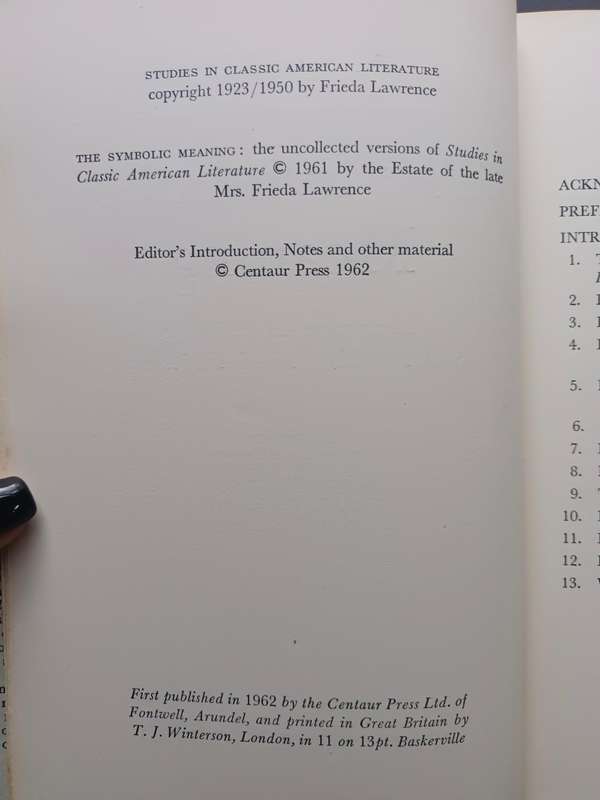 STUDIES IN CLASSIC AMERICAN LITERATURE
copyright 1923/1950 by Frieda Lawrence
THE SYMBOLIC MEANING: the uncollected versions of Studies in
Classic American Literature © 1961 by the Estate of the late
Mrs. Frieda Lawrence
Editor's Introduction, Notes and other material
© Centaur Press 1962
First published in 1962 by the Centaur Press Ltd. of
Fontwell, Arundel, and printed in Great Britain by
T. J. Winterson, London, in 11 on 13pt. Baskerville
ACKN
PREF
INTR
1.
2.
3.
4.
5.
6.
7.
8.
9.
10.
11.
12.
13.